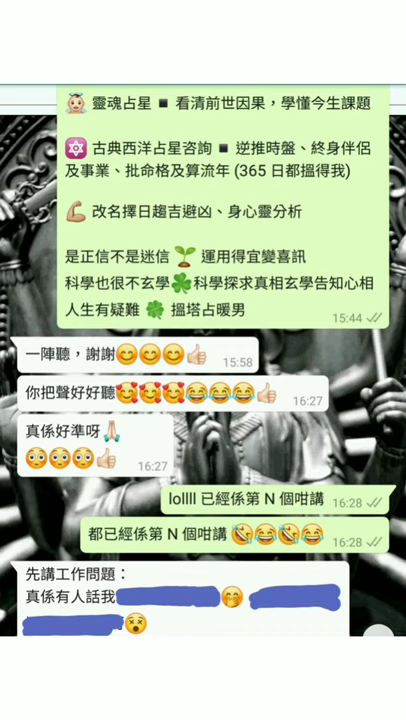 👼🏻 靈魂占星 ▪️ 看清前世因果，學懂今生課題
🔯 古典西洋占星咨詢 ▪️ 逆推時盤、終身伴侶
及事業、批命格及算流年 (365 日都搵得我)
💪🏼 改名擇日趨吉避凶、身心靈分析
是正信不是迷信 🌱 運用得宜變喜訊
科學也很不玄學🍀科學探求真相玄學告知心相
人生有疑難 🍀 搵塔占暖男
15:44
一陣聽，謝謝😊😊😊👍🏻
15:58
你把聲好好聽🥰🥰🥰😂😂😂👍🏻
16:27
真係好準呀🙏🏻
😳😳😳👍🏻
16:27
lollll 已經係第 N 個咁講
16:28
都已經係第 N 個咁講 🤣😂🤣😂
16:28
先講工作問題：
真係有人話我🤭
😵